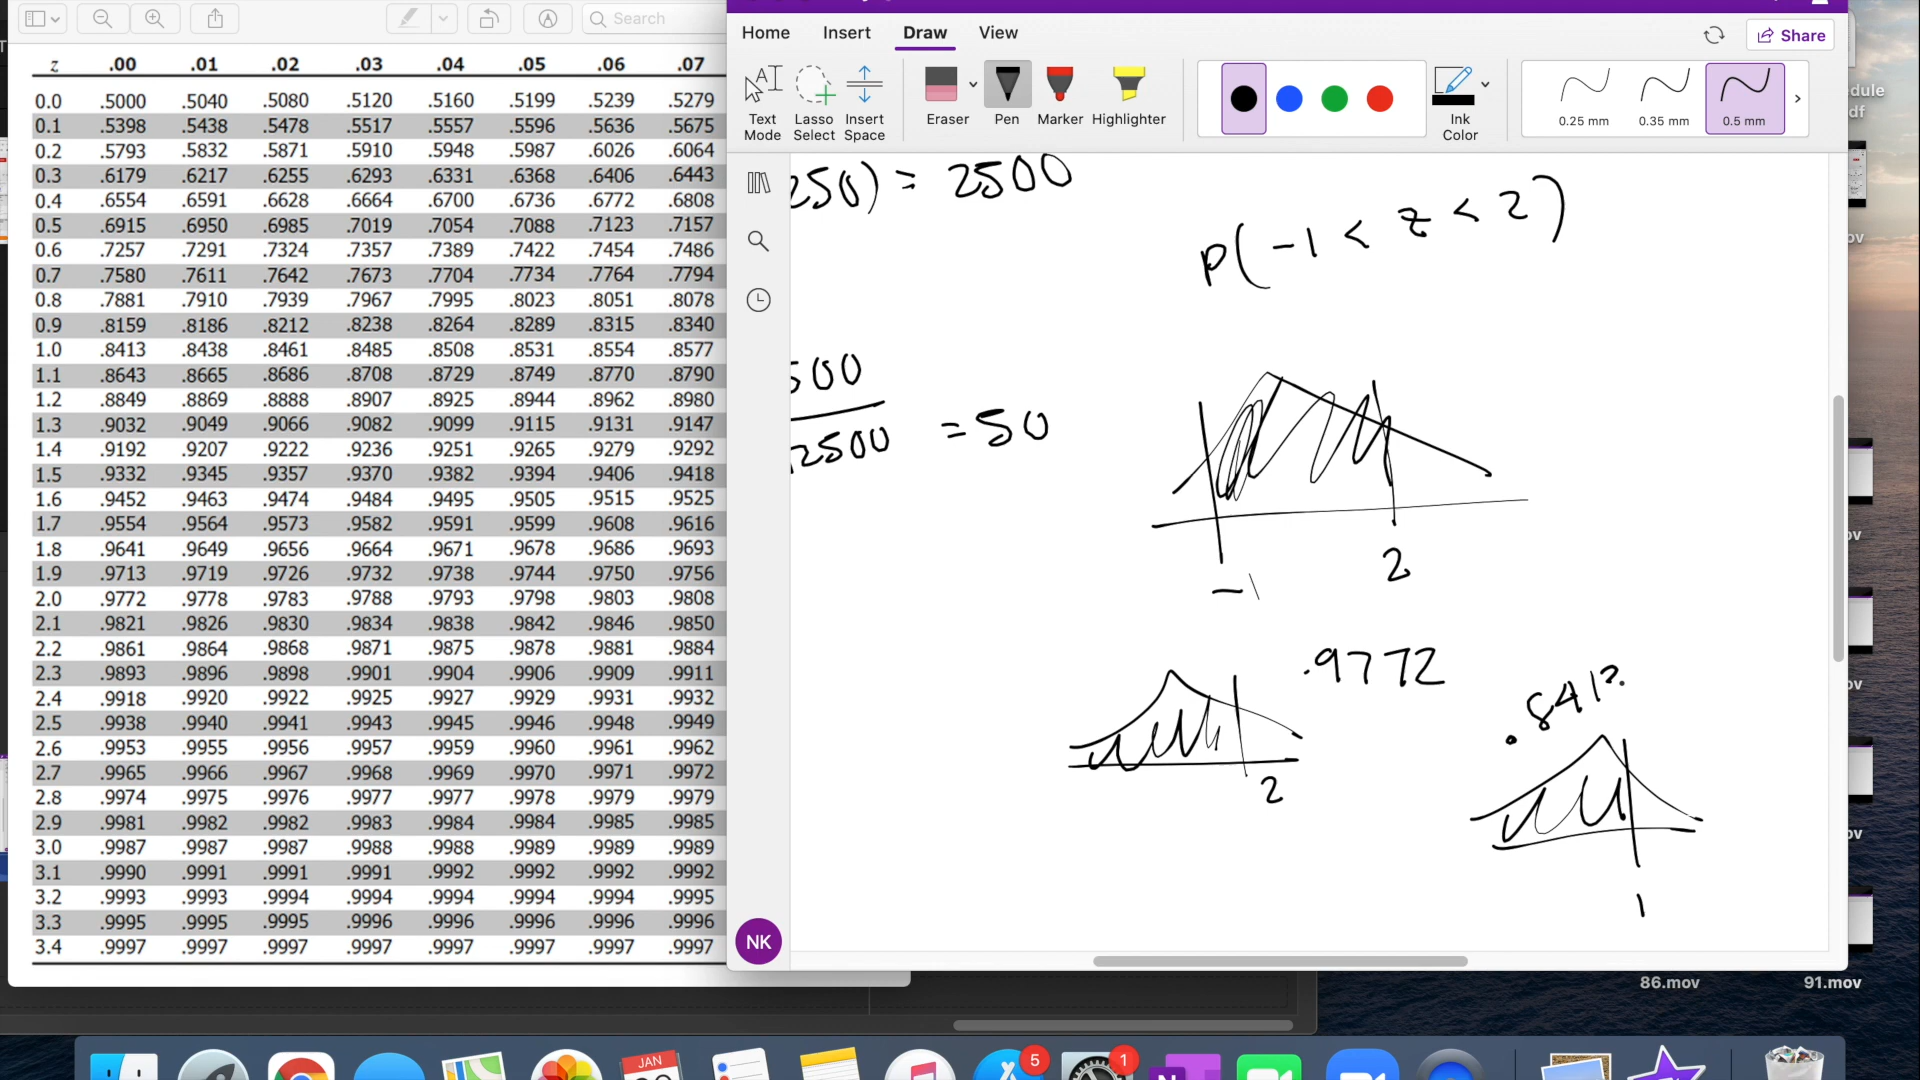 Search
z .00 .01 .02 .03 .04 .05 .06 .07
0.0 .5000 .5040 .5080 .5120 .5160 .5199 .5239 .5279
0.1 .5398 .5438 .5478 .5517 .5557 .5596 .5636 .5675
0.2 .5793 .5832 .5871 .5910 .5948 .5987 .6026 .6064
0.3 .6179 .6217 .6255 .6293 .6331 .6368 .6406 .6443
0.4 .6554 .6591 .6628 .6664 .6700 .6736 .6772 .6808
0.5 .6915 .6950 .6985 .7019 .7054 .7088 .7123 .7157
0.6 .7257 .7291 .7324 .7357 .7389 .7422 .7454 .7486
0.7 .7580 .7611 .7642 .7673 .7704 .7734 .7764 .7794
0.8 .7881 .7910 .7939 .7967 .7995 .8023 .8051 .8078
0.9 .8159 .8186 .8212 .8238 .8264 .8289 .8315 .8340
1.0 .8413 .8438 .8461 .8485 .8508 .8531 .8554 .8577
1.1 .8643 .8665 .8686 .8708 .8729 .8749 .8770 .8790
1.2 .8849 .8869 .8888 .8907 .8925 .8944 .8962 .8980
1.3 .9032 .9049 .9066 .9082 .9099 .9115 .9131 .9147
1.4 .9192 .9207 .9222 .9236 .9251 .9265 .9279 .9292
1.5 .9332 .9345 .9357 .9370 .9382 .9394 .9406 .9418
1.6 .9452 .9463 .9474 .9484 .9495 .9505 .9515 .9525
1.7 .9554 .9564 .9573 .9582 .9591 .9599 .9608 .9616
1.8 .9641 .9649 .9656 .9664 .9671 .9678 .9686 .9693
1.9 .9713 .9719 .9726 .9732 .9738 .9744 .9750 .9756
2.0 .9772 .9778 .9783 .9788 .9793 .9798 .9803 .9808
2.1 .9821 .9826 .9830 .9834 .9838 .9842 .9846 .9850
2.2 .9861 .9864 .9868 .9871 .9875 .9878 .9881 .9884
2.3 .9893 .9896 .9898 .9901 .9904 .9906 .9909 .9911
2.4 .9918 .9920 .9922 .9925 .9927 .9929 .9931 .9932
2.5 .9938 .9940 .9941 .9943 .9945 .9946 .9948 .9949
2.6 .9953 .9955 .9956 .9957 .9959 .9960 .9961 .9962
2.7 .9965 .9966 .9967 .9968 .9969 .9970 .9971 .9972
2.8 .9974 .9975 .9976 .9977 .9977 .9978 .9979 .9979
2.9 .9981 .9982 .9982 .9983 .9984 .9984 .9985 .9985
3.0 .9987 .9987 .9987 .9988 .9988 .9989 .9989 .9989
3.1 .9990 .9991 .9991 .9991 .9992 .9992 .9992 .9992
3.2 .9993 .9993 .9994 .9994 .9994 .9994 .9994 .9995
3.3 .9995 .9995 .9995 .9996 .9996 .9996 .9996 .9996
3.4 .9997 .9997 .9997 .9997 .9997 .9997 .9997 .9997
Home Insert Draw View
Share
Text Mode
Lasso Select
Insert Space
Eraser
Pen
Marker
Highlighter
Ink Color
0.25 mm
0.35 mm
0.5 mm
250) = 2500
P(-1 < z < 2)
500
2500
= 50
-1
2
.9772
2
1
NK
86.mov
91.mov
JAN
5
1